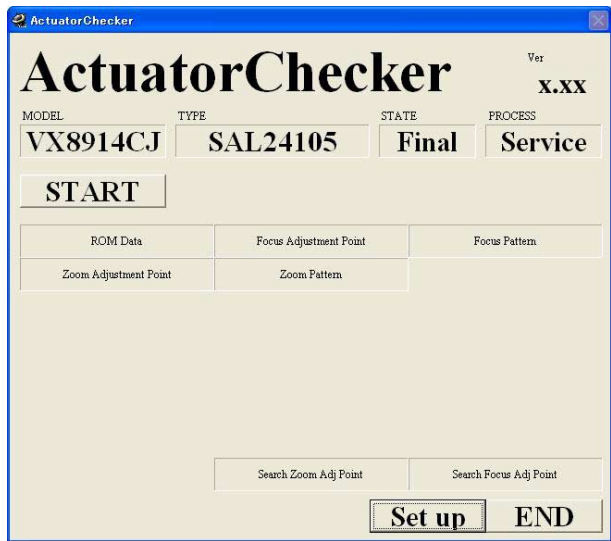 ActuatorChecker
ActuatorChecker
Ver
x.xx
MODEL TYPE STATE PROCESS
VX8914CJ SAL24105 Final Service
START
ROM Data Focus Adjustment Point Focus Pattern
Zoom Adjustment Point Zoom Pattern
Search Zoom Adj Point Search Focus Adj Point
Set up END